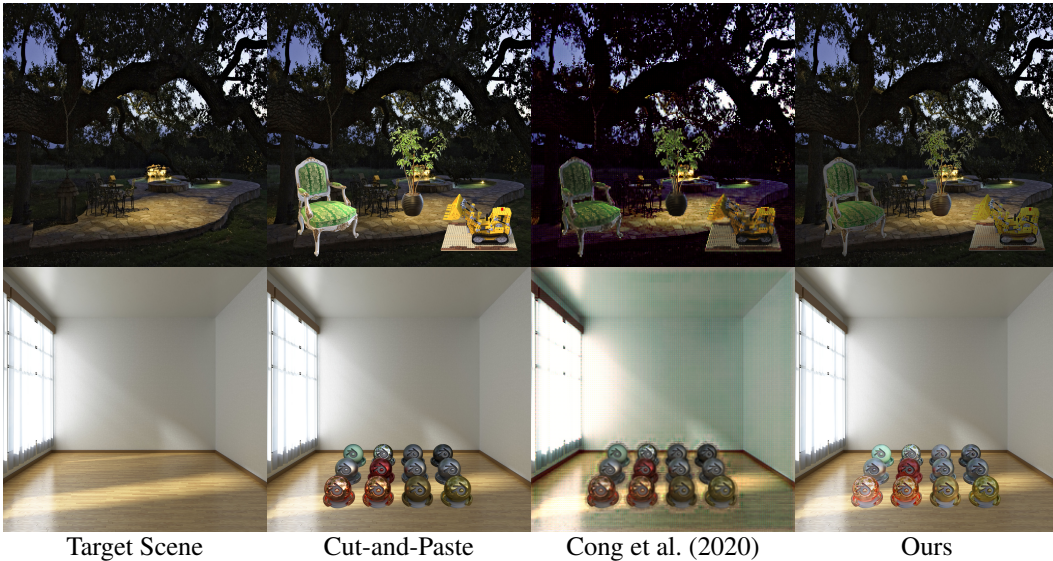 Target Scene
Cut-and-Paste
Cong et al. (2020)
Ours